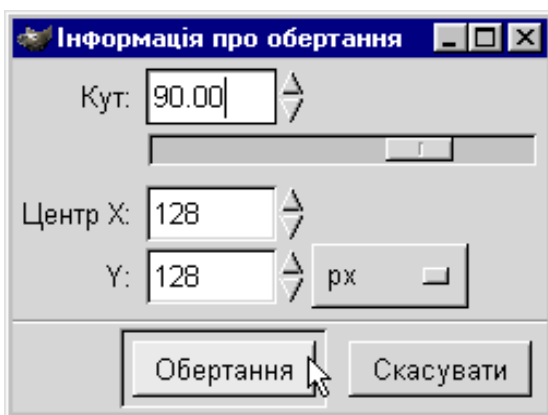 Інформація про обертання
Кут: 90.00
Центр X: 128
Y: 128 px
Обертання Скасувати